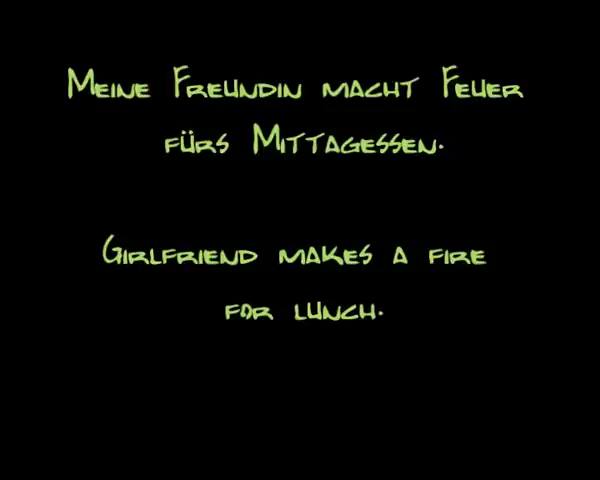 Meine Freundin macht Feuer
fürs Mittagessen.
Girlfriend makes a fire
for lunch.